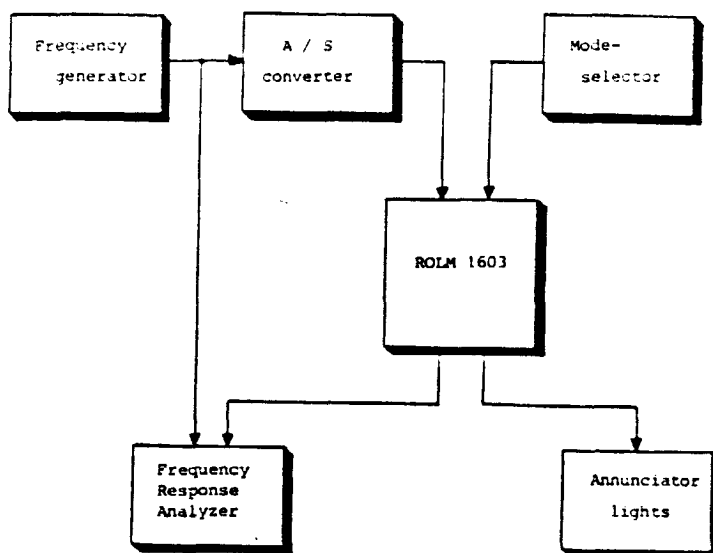 Frequency
generator
A / S
converter
Mode-
selector
ROLM 1603
Frequency
Response
Analyzer
Annunciator
lights